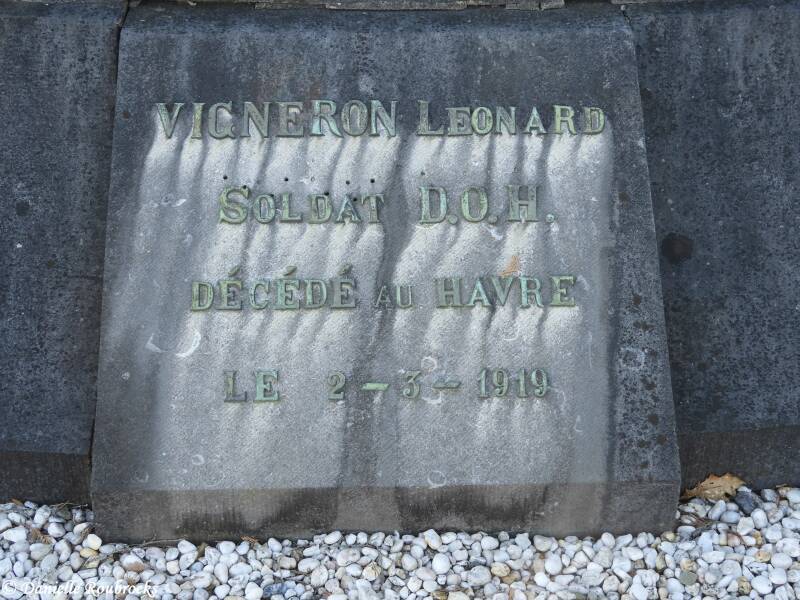 VIGNERON LEONARD
SOLDAT D.O.H.
DÉCÉDÉ AU HAVRE
LE 2-3-1919
© Danielle Roubroeks